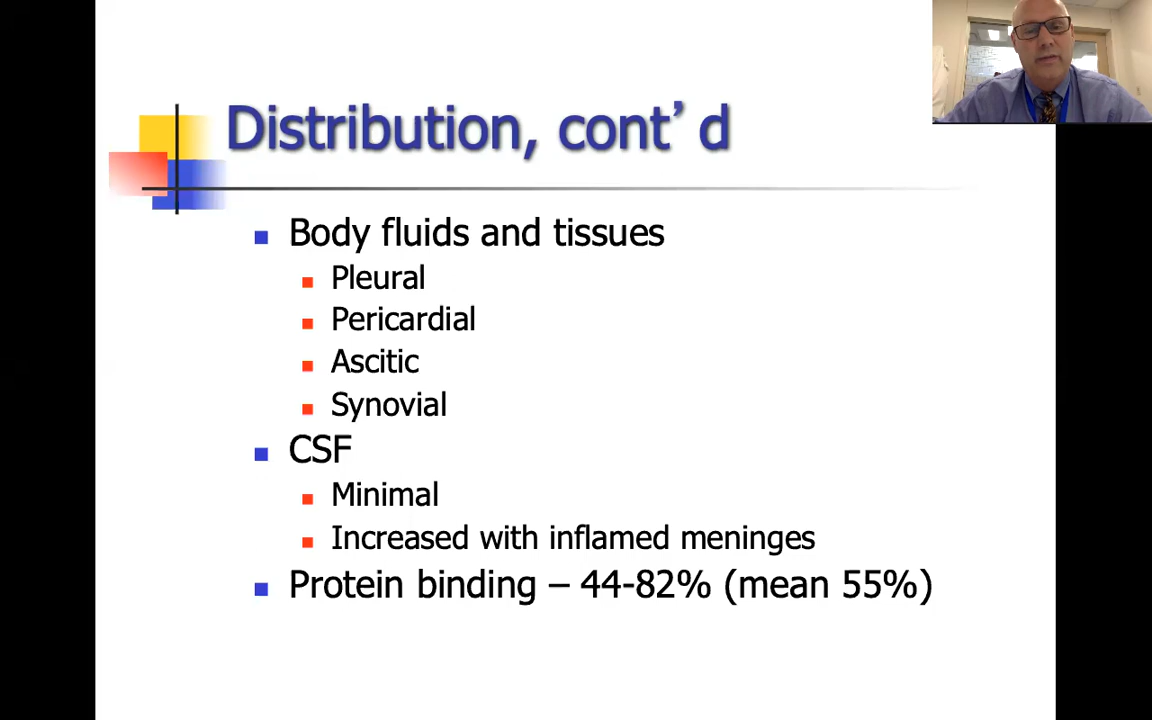 Distribution, cont’d
Body fluids and tissues
Pleural
Pericardial
Ascitic
Synovial
CSF
Minimal
Increased with inflamed meninges
Protein binding – 44-82% (mean 55%)